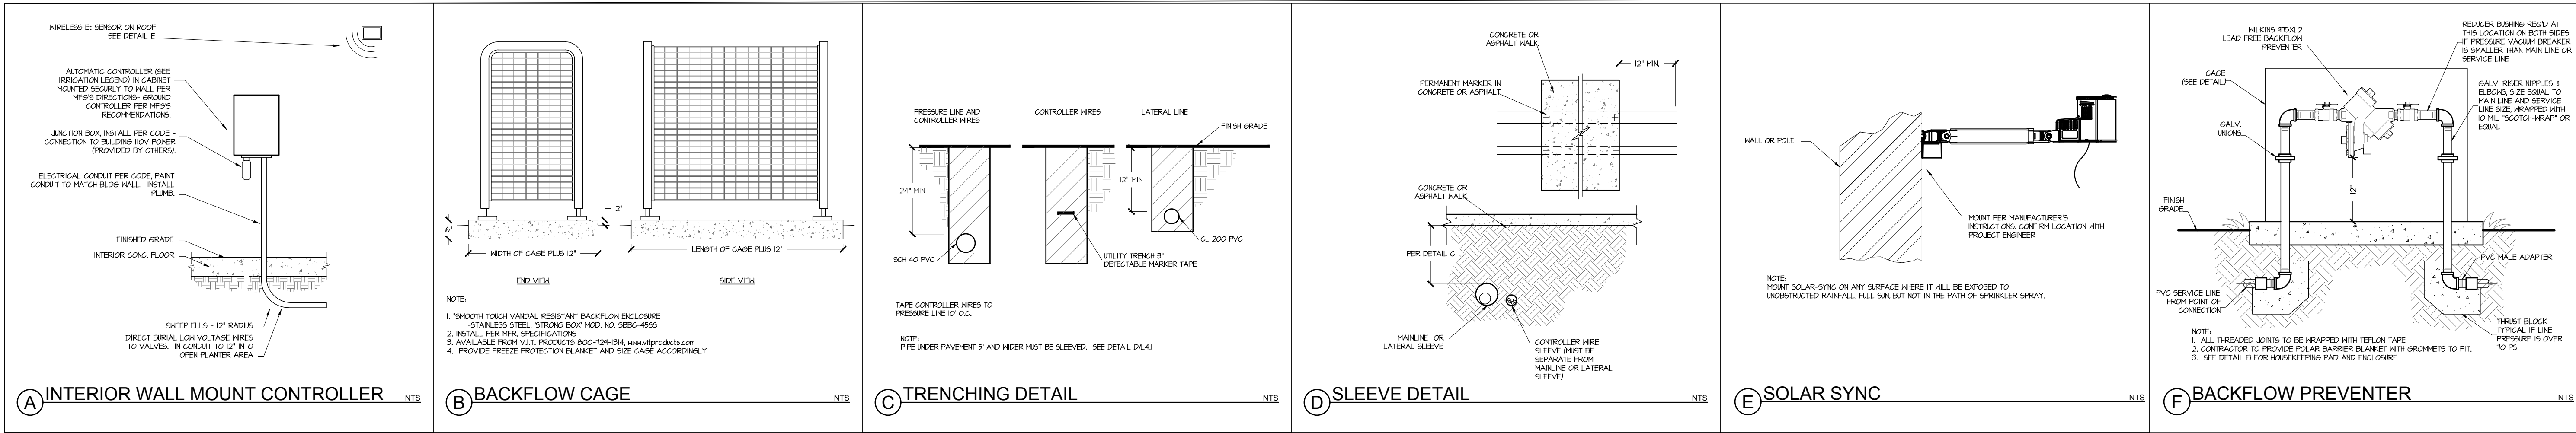 WIRELESS Et SENSOR ON ROOF
SEE DETAIL E
AUTOMATIC CONTROLLER (SEE
IRRIGATION LEGEND) IN CABINET
MOUNTED SECURLY TO WALL PER
MFG'S DIRECTIONS- GROUND
CONTROLLER PER MFG'S
RECOMMENDATIONS.
JUNCTION BOX, INSTALL PER CODE -
CONNECTION TO BUILDING 110V POWER
(PROVIDED BY OTHERS).
ELECTRICAL CONDUIT PER CODE, PAINT
CONDUIT TO MATCH BLDG WALL. INSTALL
PLUMB.
FINISHED GRADE
INTERIOR CONC. FLOOR
SWEEP ELLS - 12" RADIUS
DIRECT BURIAL LOW VOLTAGE WIRES
TO VALVES. IN CONDUIT TO 12" INTO
OPEN PLANTER AREA
A INTERIOR WALL MOUNT CONTROLLER NTS
2"
6"
WIDTH OF CAGE PLUS 12"
LENGTH OF CAGE PLUS 12"
END VIEW
SIDE VIEW
NOTE:
1. "SMOOTH TOUCH VANDAL RESISTANT BACKFLOW ENCLOSURE
-STAINLESS STEEL, 'STRONG BOX' MOD. NO. SBBC-45SS
2. INSTALL PER MFR. SPECIFICATIONS
3. AVAILABLE FROM V.I.T. PRODUCTS 800-729-1314, www.vitproducts.com
4. PROVIDE FREEZE PROTECTION BLANKET AND SIZE CAGE ACCORDINGLY
B BACKFLOW CAGE NTS
PRESSURE LINE AND
CONTROLLER WIRES
CONTROLLER WIRES
LATERAL LINE
FINISH GRADE
24" MIN
12" MIN
SCH 40 PVC
CL 200 PVC
UTILITY TRENCH 3"
DETECTABLE MARKER TAPE
TAPE CONTROLLER WIRES TO
PRESSURE LINE 10' O.C.
NOTE:
PIPE UNDER PAVEMENT 5' AND WIDER MUST BE SLEEVED. SEE DETAIL D/L4.1
C TRENCHING DETAIL NTS
CONCRETE OR
ASPHALT WALK
12" MIN.
PERMANENT MARKER IN
CONCRETE OR ASPHALT
CONCRETE OR
ASPHALT WALK
PER DETAIL C
MAINLINE OR
LATERAL SLEEVE
CONTROLLER WIRE
SLEEVE (MUST BE
SEPARATE FROM
MAINLINE OR LATERAL
SLEEVE)
D SLEEVE DETAIL NTS
WALL OR POLE
MOUNT PER MANUFACTURER'S
INSTRUCTIONS. CONFIRM LOCATION WITH
PROJECT ENGINEER
NOTE:
MOUNT SOLAR-SYNC ON ANY SURFACE WHERE IT WILL BE EXPOSED TO
UNOBSTRUCTED RAINFALL, FULL SUN, BUT NOT IN THE PATH OF SPRINKLER SPRAY.
E SOLAR SYNC NTS
WILKINS 975XL2
LEAD FREE BACKFLOW
PREVENTER
REDUCER BUSHING REQ'D AT
THIS LOCATION ON BOTH SIDES
IF PRESSURE VACUUM BREAKER
IS SMALLER THAN MAIN LINE OR
SERVICE LINE
CAGE
(SEE DETAIL)
GALV. RISER NIPPLES &
ELBOWS, SIZE EQUAL TO
MAIN LINE AND SERVICE
LINE SIZE, WRAPPED WITH
10 MIL "SCOTCH-WRAP" OR
EQUAL
GALV.
UNIONS
12"
FINISH
GRADE
PVC MALE ADAPTER
PVC SERVICE LINE
FROM POINT OF
CONNECTION
THRUST BLOCK
TYPICAL IF LINE
PRESSURE IS OVER
70 PSI
NOTE:
1. ALL THREADED JOINTS TO BE WRAPPED WITH TEFLON TAPE
2. CONTRACTOR TO PROVIDE POLAR BARRIER BLANKET WITH GROMMETS TO FIT.
3. SEE DETAIL B FOR HOUSEKEEPING PAD AND ENCLOSURE
F BACKFLOW PREVENTER NTS